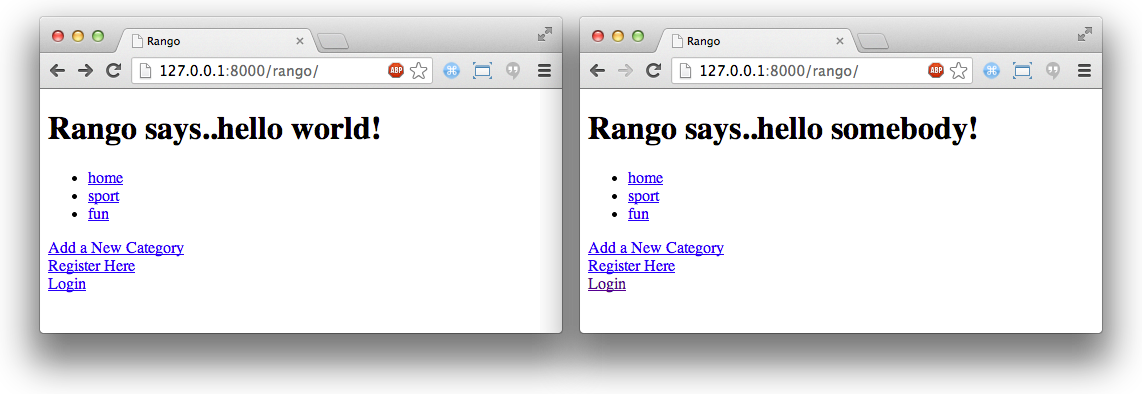 Rango
127.0.0.1:8000/rango/
ABP
Rango says..hello world!
home
sport
fun
Add a New Category
Register Here
Login
Rango
127.0.0.1:8000/rango/
ABP
Rango says..hello somebody!
home
sport
fun
Add a New Category
Register Here
Login